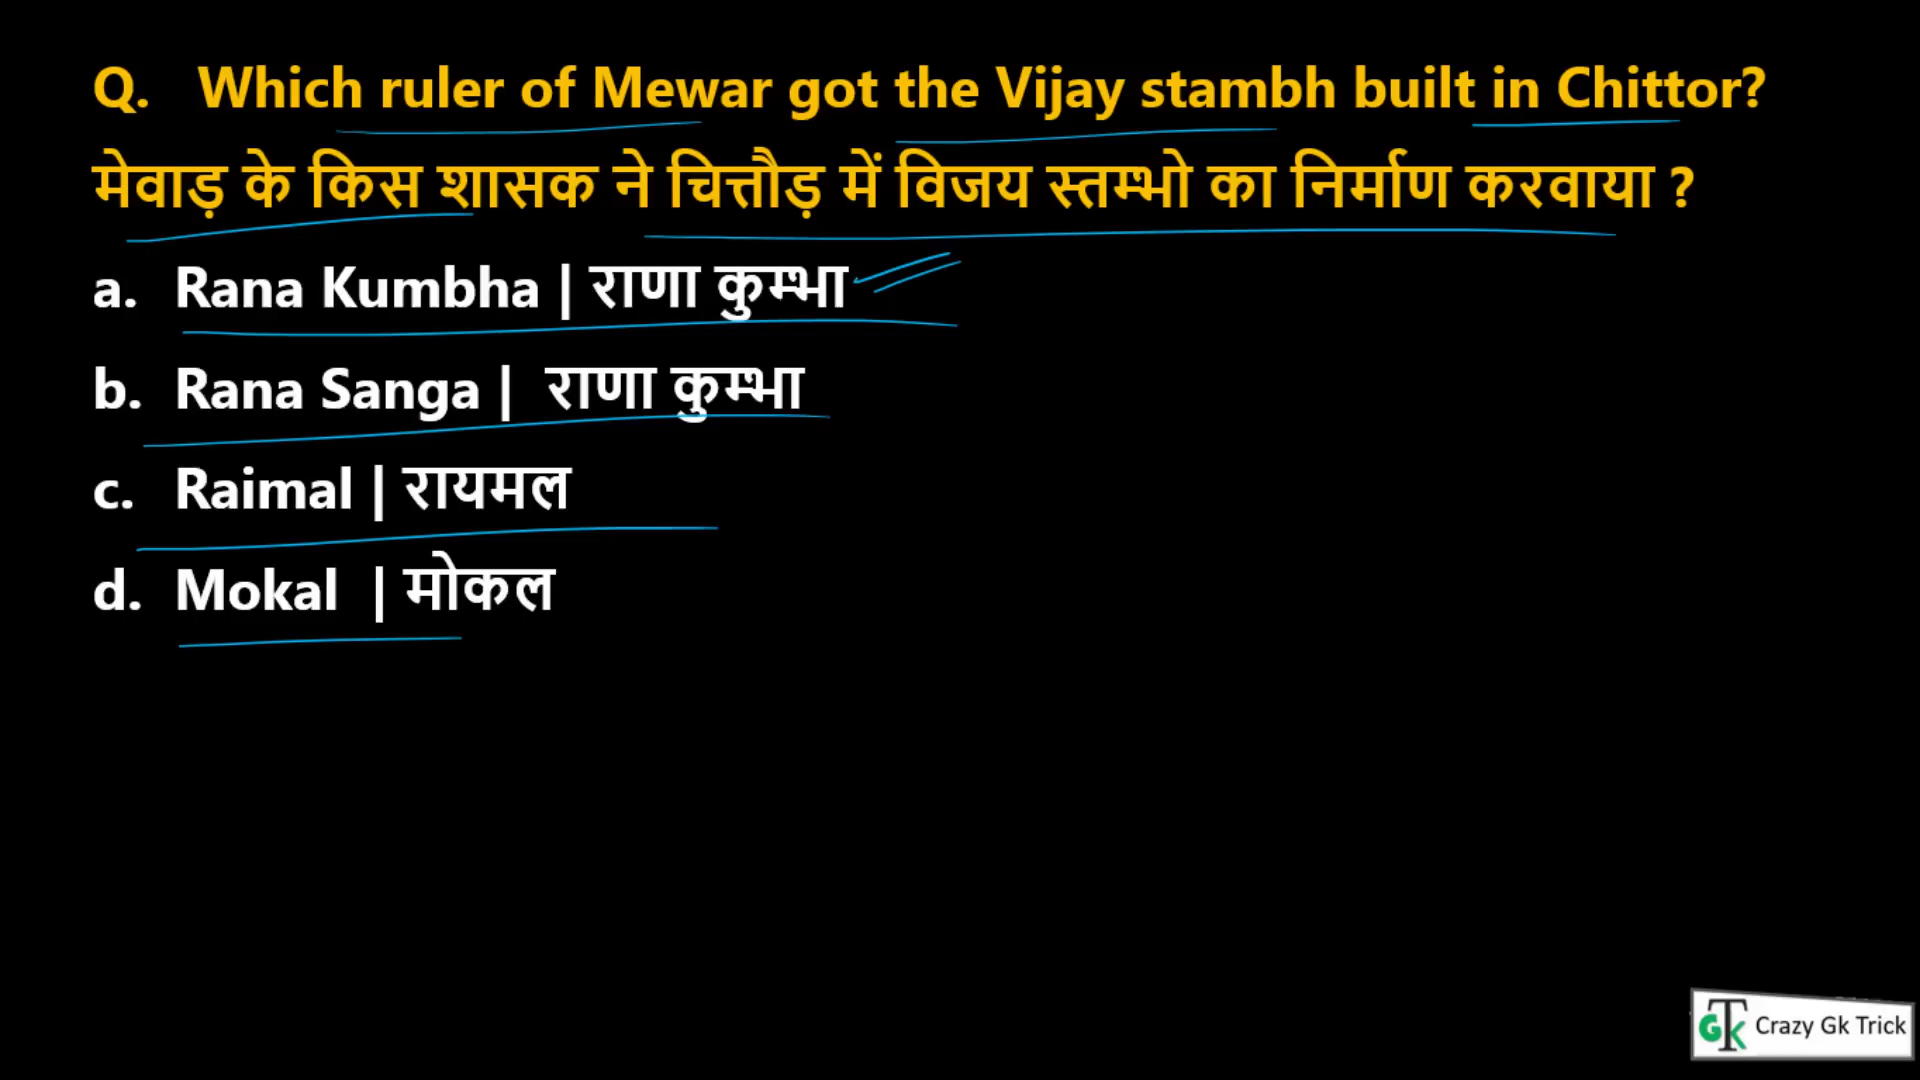 Q. Which ruler of Mewar got the Vijay stambh built in Chittor?
मेवाड़ के किस शासक ने चित्तौड़ में विजय स्तम्भो का निर्माण करवाया ?
a. Rana Kumbha | राणा कुम्भा
b. Rana Sanga | राणा कुम्भा
c. Raimal | रायमल
d. Mokal | मोकल
GTK Crazy Gk Trick